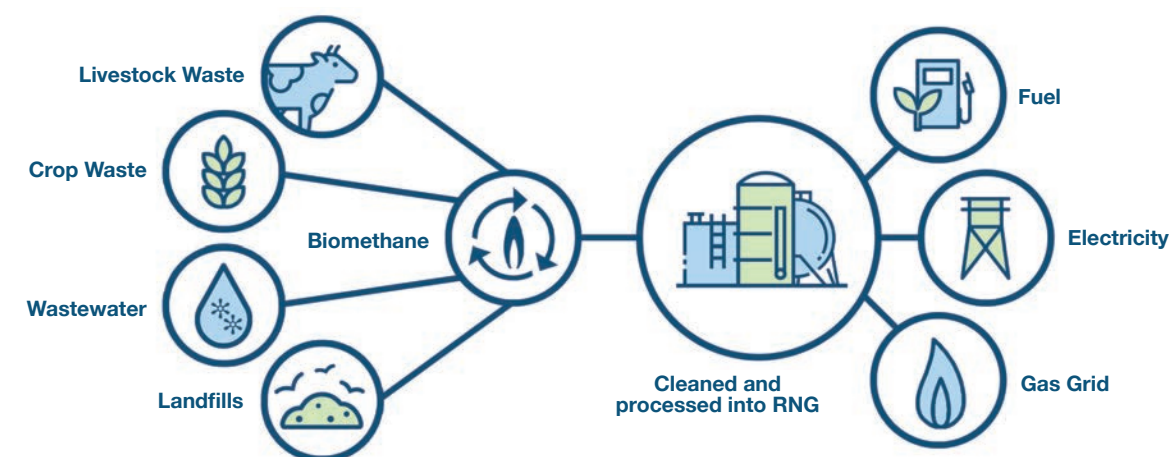 Livestock Waste
Crop Waste
Biomethane
Wastewater
Landfills
Cleaned and
processed into RNG
Fuel
Electricity
Gas Grid